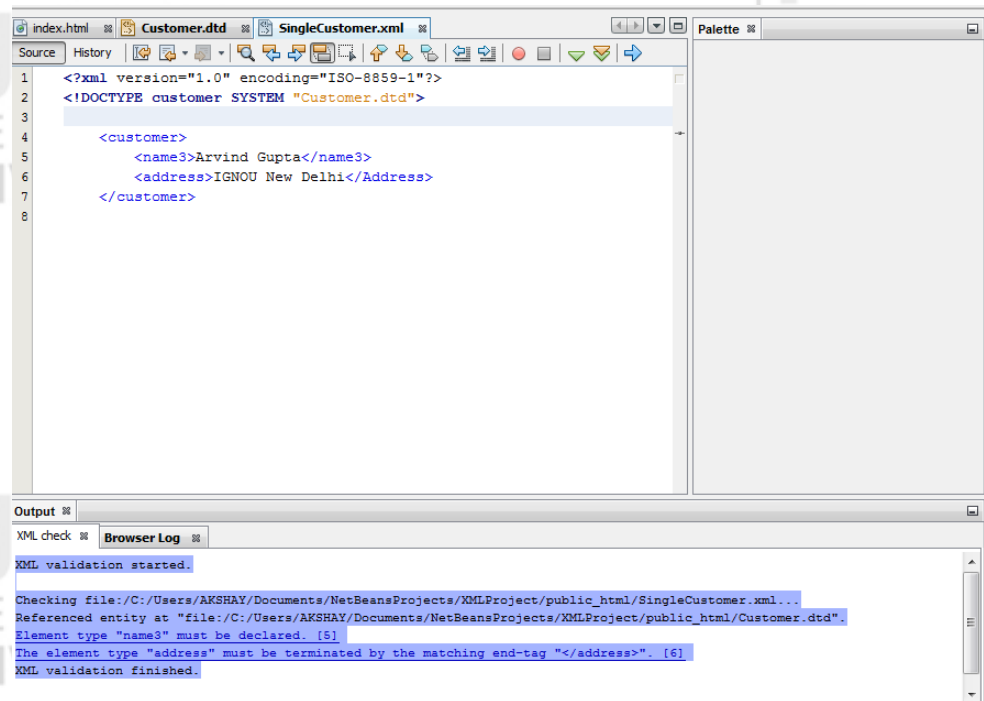 index.html Customer.dtd SingleCustomer.xml Palette
Source History
1 <?xml version="1.0" encoding="ISO-8859-1"?>
2 <!DOCTYPE customer SYSTEM "Customer.dtd">
3
4 <customer>
5 <name3>Arvind Gupta</name3>
6 <address>IGNOU New Delhi</Address>
7 </customer>
8
Output
XML check Browser Log
XML validation started.
Checking file:/C:/Users/AKSHAY/Documents/NetBeansProjects/XMLProject/public_html/SingleCustomer.xml...
Referenced entity at "file:/C:/Users/AKSHAY/Documents/NetBeansProjects/XMLProject/public_html/Customer.dtd".
Element type "name3" must be declared. [5]
The element type "address" must be terminated by the matching end-tag "</address>". [6]
XML validation finished.